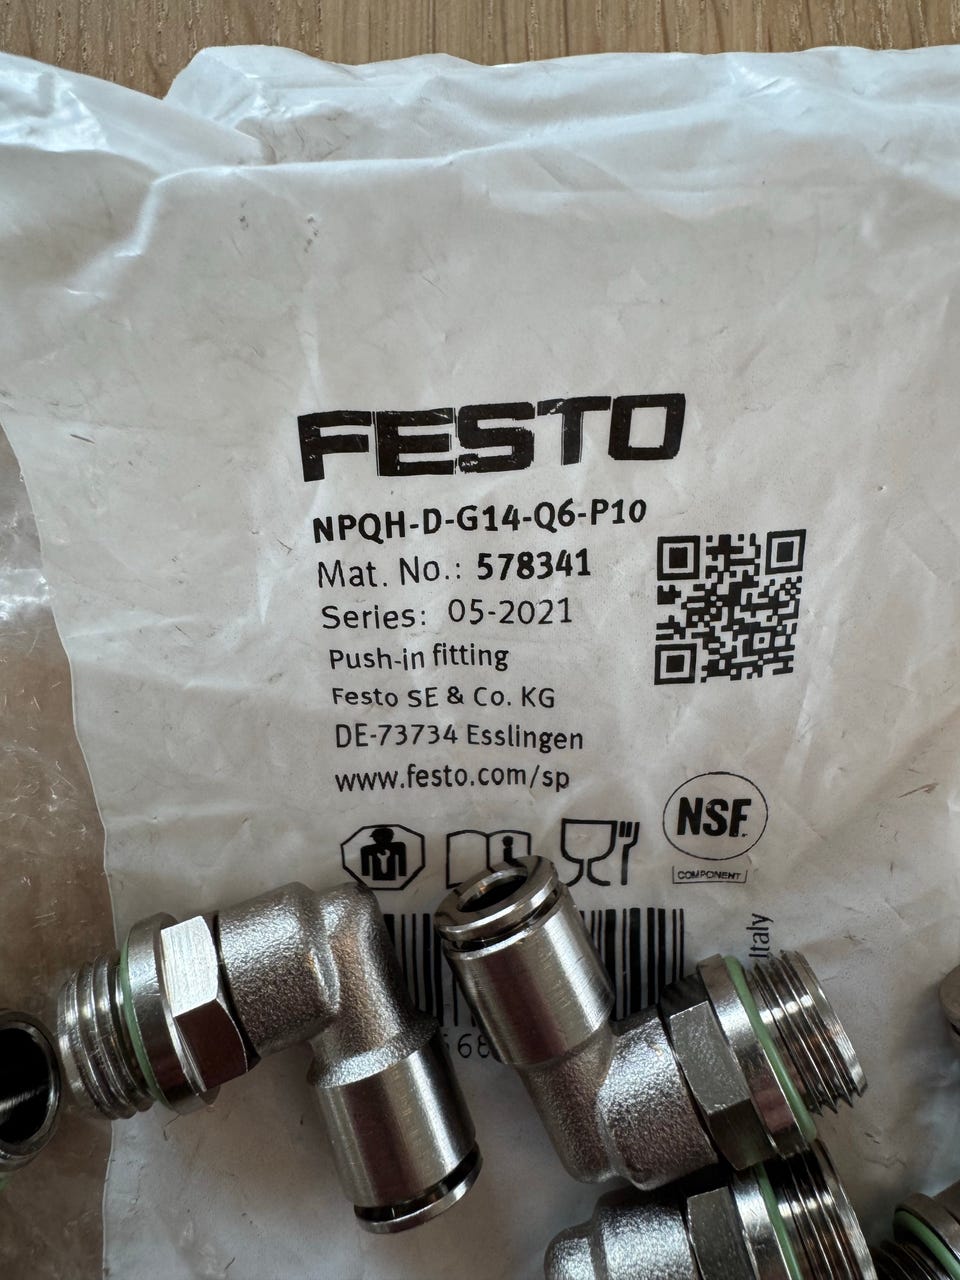 FESTO
NPQH-D-G14-Q6-P10
Mat. No.: 578341
Series: 05-2021
Push-in fitting
Festo SE & Co. KG
DE-73734 Esslingen
www.festo.com/sp
NSF
COMPONENT
Italy